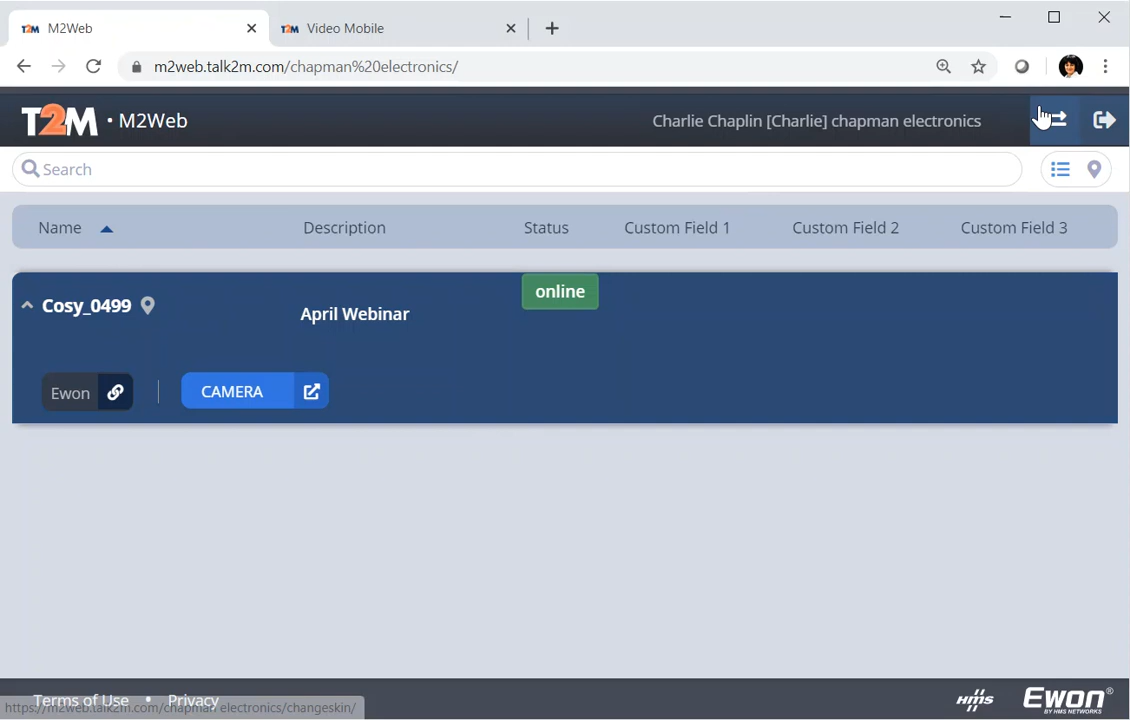 T2M M2Web
T2M Video Mobile
m2web.talk2m.com/chapman%20electronics/
T2M • M2Web
Charlie Chaplin [Charlie] chapman electronics
Search
Name Description Status Custom Field 1 Custom Field 2 Custom Field 3
online
Cosy_0499
April Webinar
Ewon
CAMERA
Terms of Use • Privacy
https://m2web.talk2m.com/chapman electronics/changeskin/
hms
Ewon®
BY HMS NETWORKS